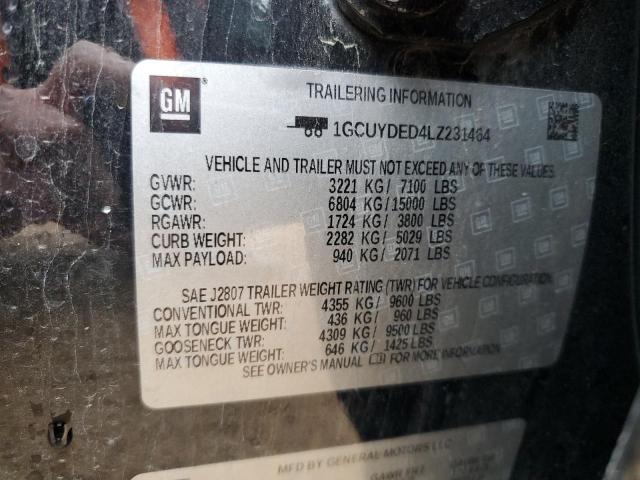 GM
TRAILERING INFORMATION
1GCUYDED4LZ231464
VEHICLE AND TRAILER MUST NOT EXCEED ANY OF THESE VALUES.
GVWR: 3221 KG / 7100 LBS
GCWR: 6804 KG / 15000 LBS
RGAWR: 1724 KG / 3800 LBS
CURB WEIGHT: 2282 KG / 5029 LBS
MAX PAYLOAD: 940 KG / 2071 LBS
SAE J2807 TRAILER WEIGHT RATING (TWR) FOR VEHICLE CONFIGURATION.
CONVENTIONAL TWR: 4355 KG / 9600 LBS
MAX TONGUE WEIGHT: 436 KG / 960 LBS
GOOSENECK TWR: 4309 KG / 9500 LBS
MAX TONGUE WEIGHT: 646 KG / 1425 LBS
SEE OWNER'S MANUAL FOR MORE INFORMATION
MFD BY GENERAL MOTORS LLC
GAWR FRT